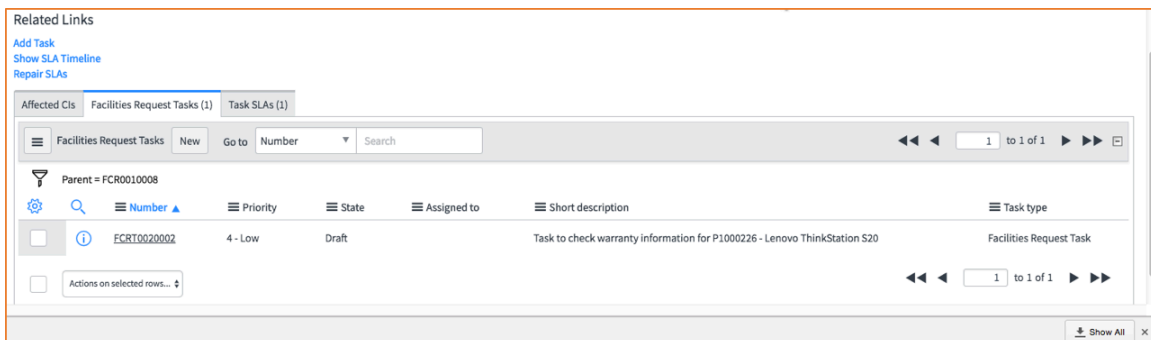 Related Links
Add Task
Show SLA Timeline
Repair SLAs
Affected CIs Facilities Request Tasks (1) Task SLAs (1)
Facilities Request Tasks New Go to Number Search 1 to 1 of 1
Parent = FCR0010008
Number Priority State Assigned to Short description Task type
FCRT0020002 4 - Low Draft Task to check warranty information for P1000226 - Lenovo ThinkStation S20 Facilities Request Task
Actions on selected rows... 1 to 1 of 1
Show All